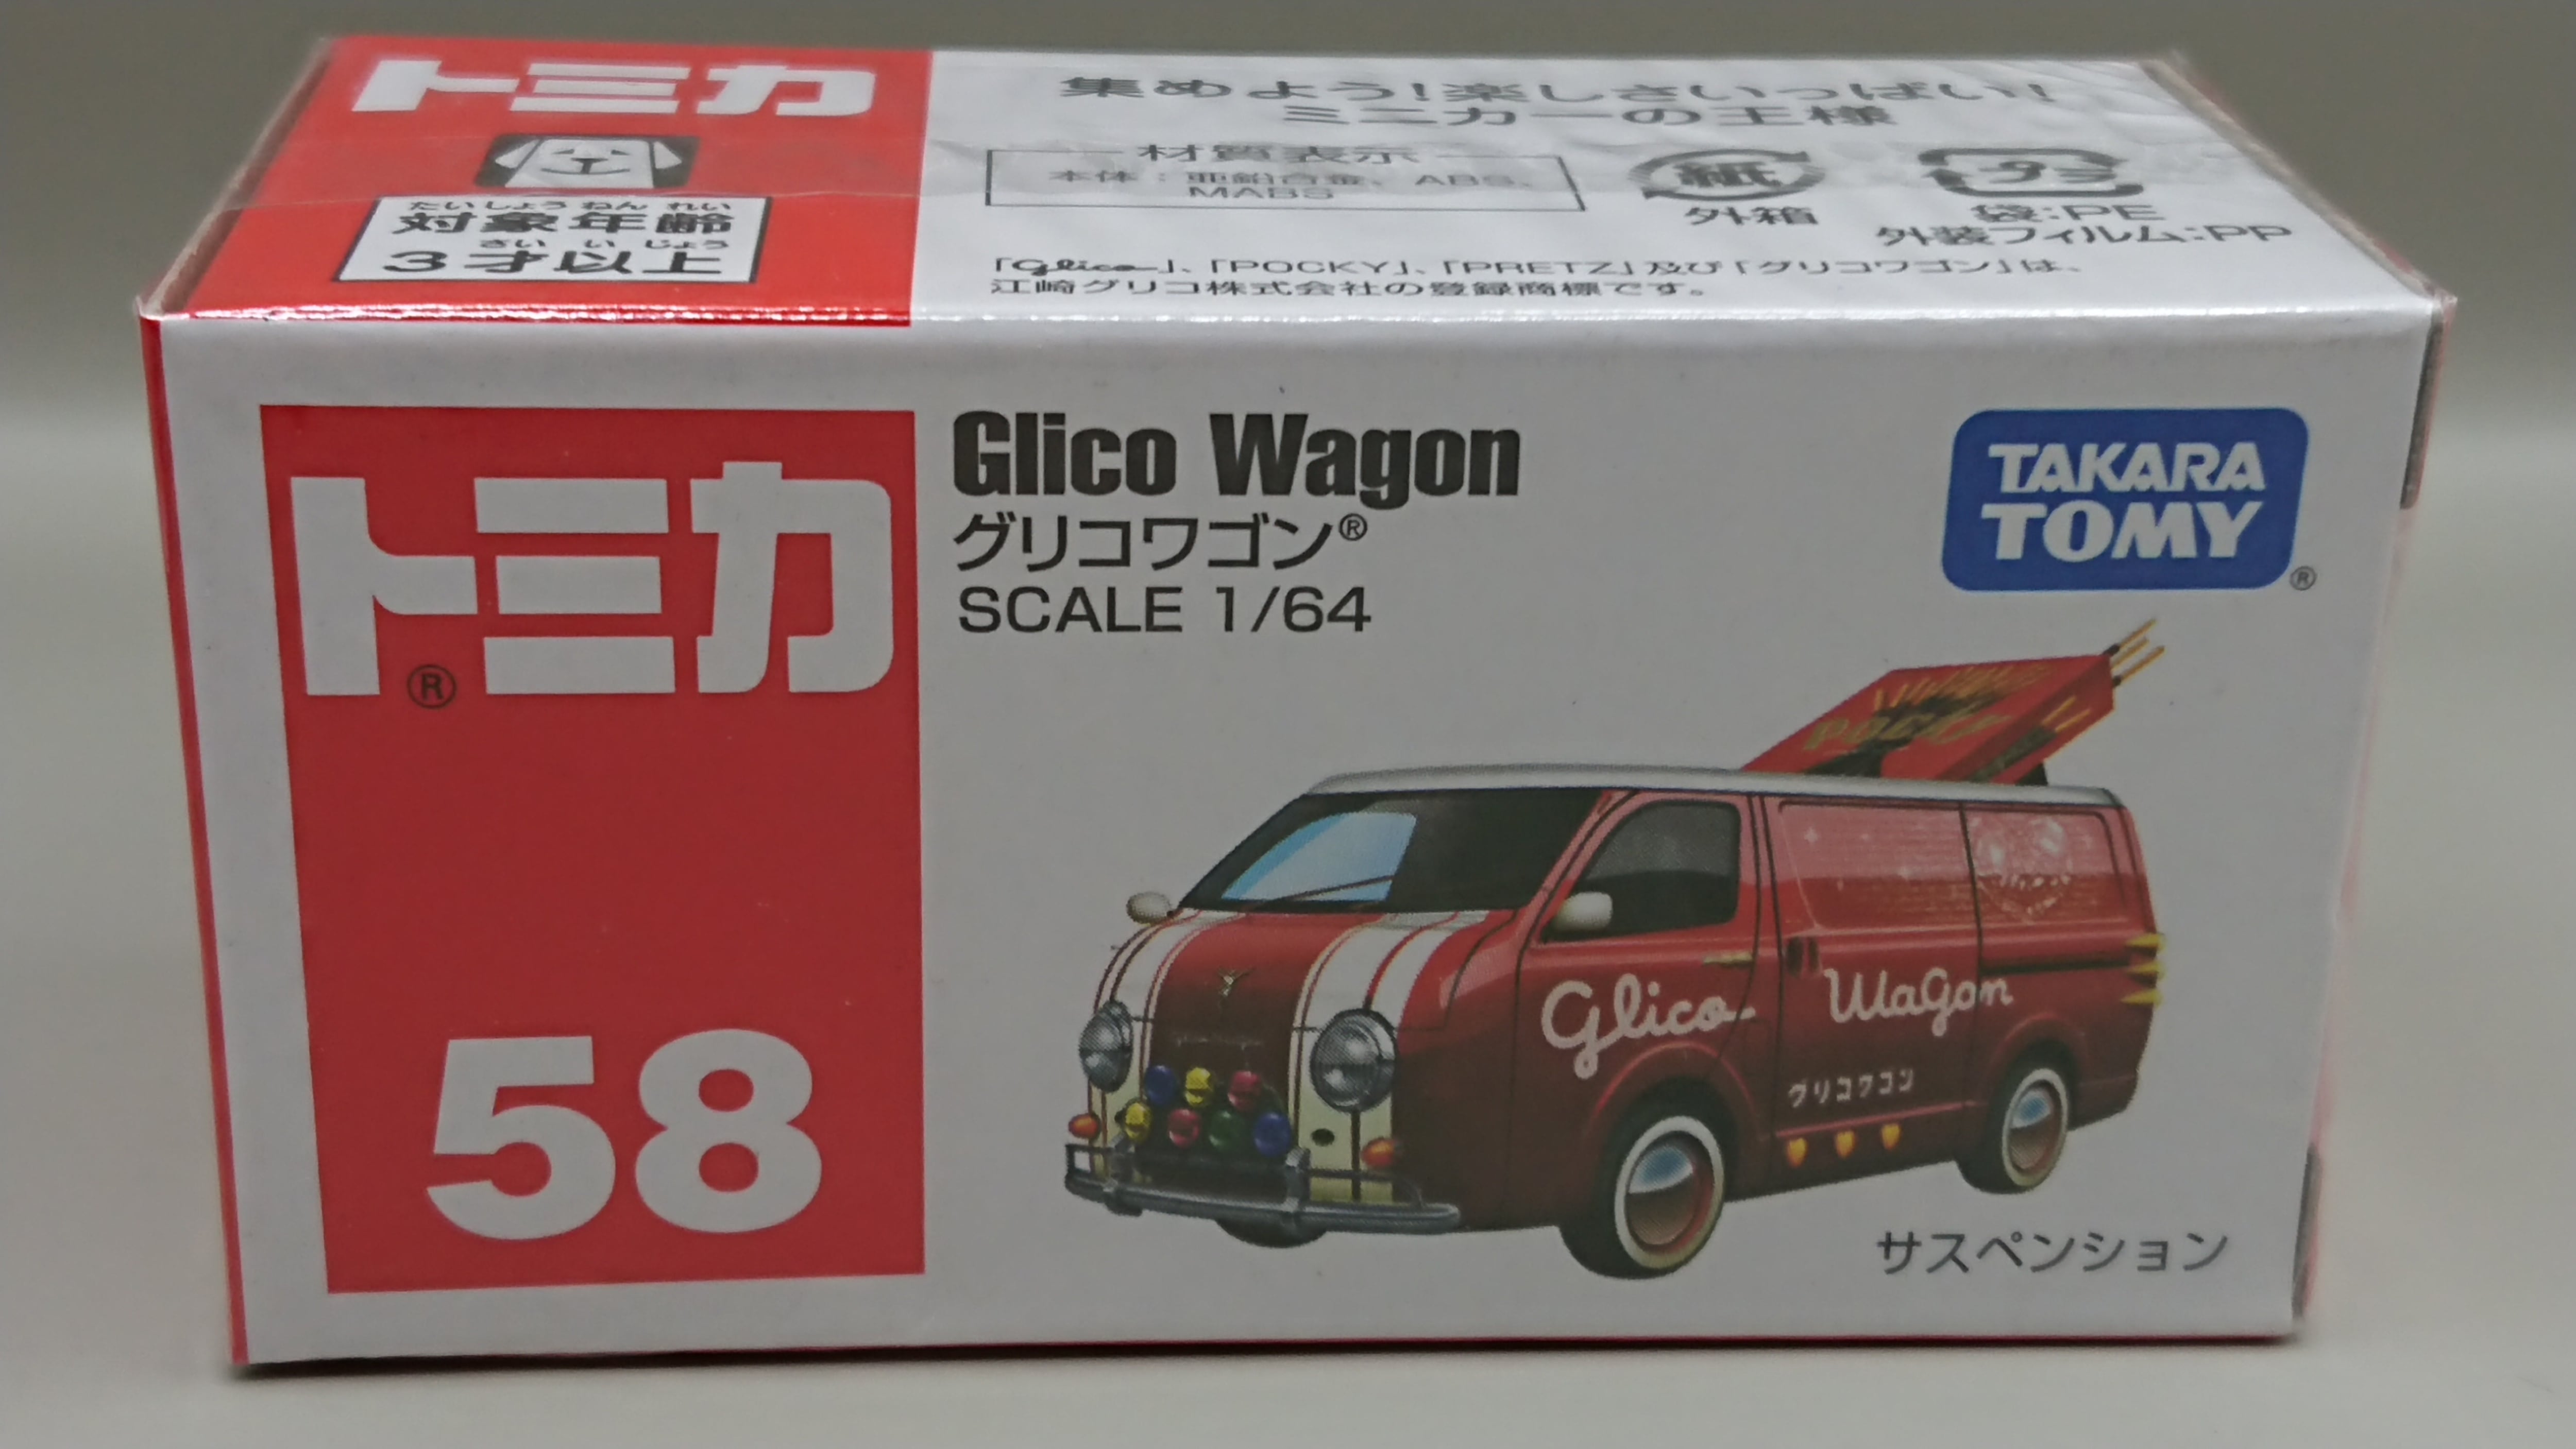 トミカ
たいしょうねんれい
対象年齢
さいいじょう
3才以上
集めよう!楽しさいっぱい!
ミニカーの王様
材質表示
本体:亜鉛合金、ABS、
MABS
紙
外箱
プラ
袋:PE
外装フィルム:PP
「Glico」、「POCKY」、「PRETZ」及び「グリコワゴン」は、
江崎グリコ株式会社の登録商標です。
トミカ®
58
Glico Wagon
グリコワゴン®
SCALE 1/64
TAKARA
TOMY®
POCKY
Glico WaGon
グリコワゴン
サスペンション